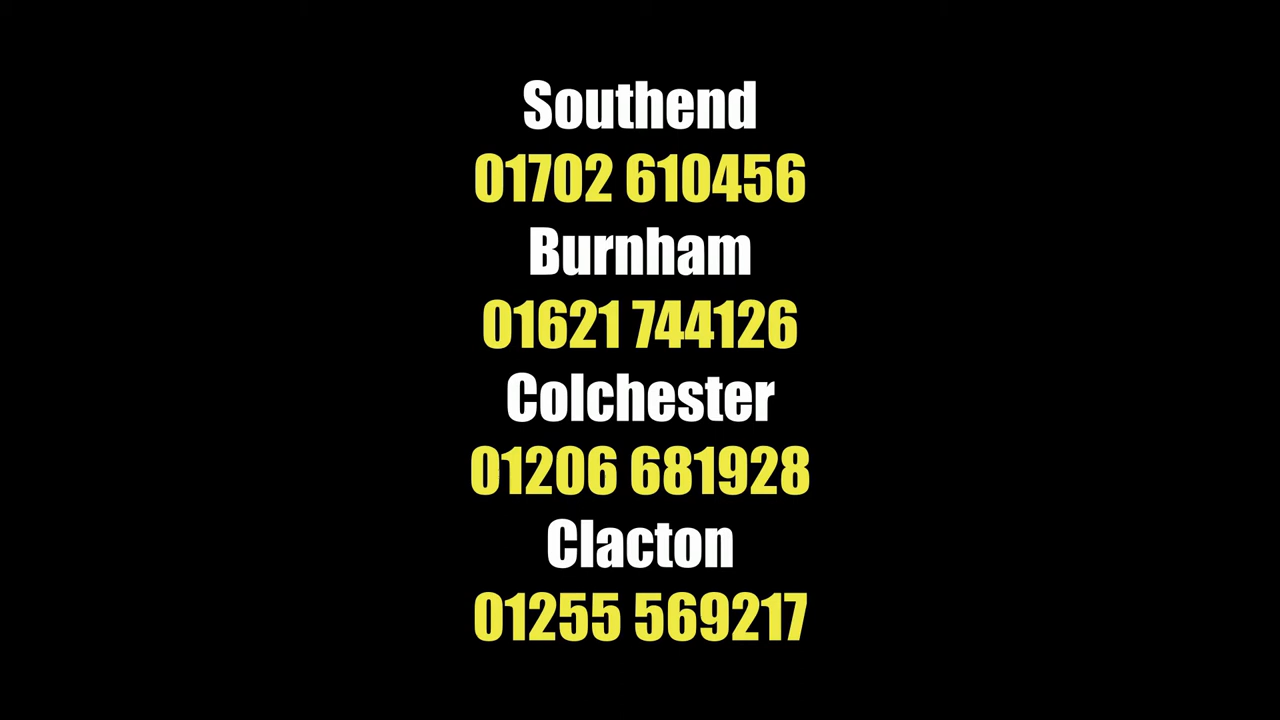 Southend
01702 610456
Burnham
01621 744126
Colchester
01206 681928
Clacton
01255 569217